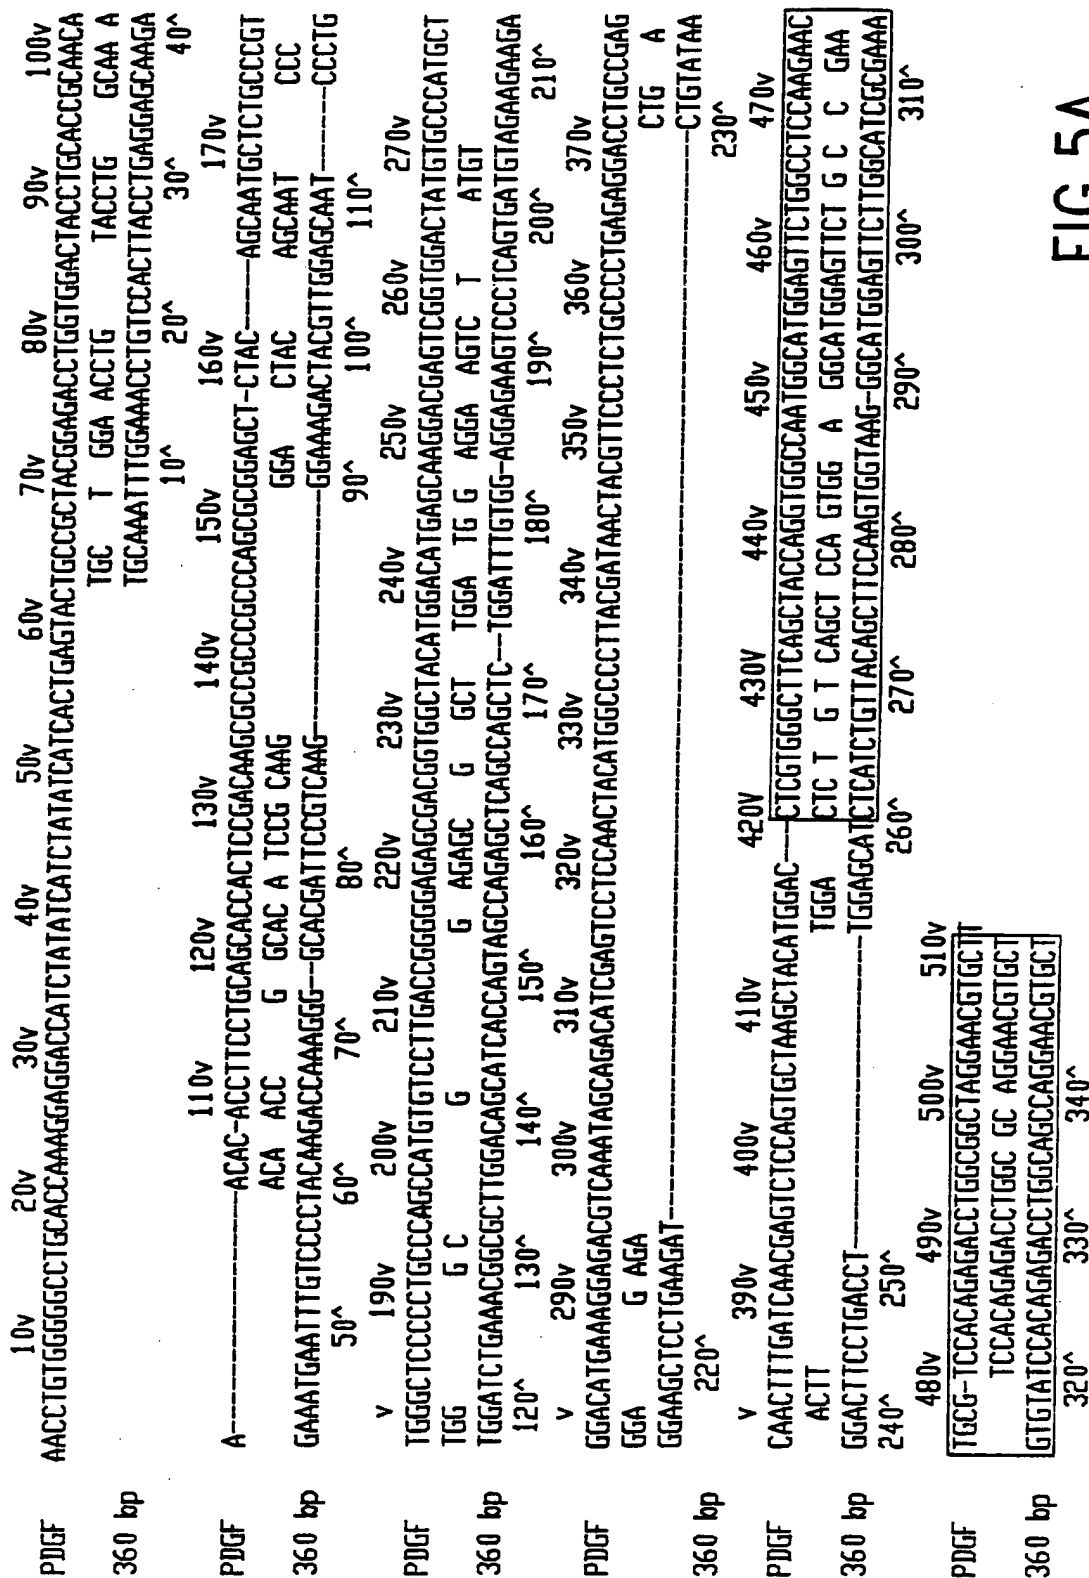 10v 20v 30v 40v 50v 60v 70v 80v 90v 100v
PDGF AACCTGTGGGGGCCTGCACCAAAGGAGGACCATCTATATCATCTATATCATCACTGAGTACTGCCGCTACGGAGACCTGGTGGACTACCTGCACCGCAACA
TGC T GGA ACCTG TACCTG GCAA A
360 bp TGCAAATTTGGAAACCTGTCCACTTACCTGAGGAGCAAGA
10^ 20^ 30^ 40^
110v 120v 130v 140v 150v 160v 170v
PDGF A-----------------ACAC-ACCTTCCTGCAGCACCACTCCGACAAGCGCCGCCCGCCCAGCGCGGAGCT-CTAC-----AGCAATGCTCTGCCCGT
ACA ACC G GCAC A TCCG CAAG GGA CTAC AGCAAT CCC
360 bp GAAATGAATTTGTCCCCTACAAGACCAAAGGG--GCACGATTCCGTCAAG-----------------GGAAAGACTACGTTGGAGCAAT------CCCTG
50^ 60^ 70^ 80^ 90^ 100^ 110^
v 190v 200v 210v 220v 230v 240v 250v 260v 270v
PDGF TGGGCTCCCCCTGCCCAGCCATGTGTCCTTGACCGGGGAGAGCGACGGTGGCTACATGGACATGAGCAAGGACGAGTCGGTGGACTATGTGCCCATGCT
TGG G C G G AGAGC G GCT TGGA TG G AGGA AGTC T ATGT
360 bp TGGATCTGAAACGGCGCTTGGACAGCATCACCAGTAGCCAGAGCTCAGCCAGCTC--TGGATTTGTGG-AGGAGAAGTCCCTCAGTGATGTAGAAGAAGA
120^ 130^ 140^ 150^ 160^ 170^ 180^ 190^ 200^ 210^
v 290v 300v 310v 320v 330v 340v 350v 360v 370v
PDGF GGACATGAAAGGAGACGTCAAATAGCAGACATCGAGTCCTCCAACTACATGGCCCCTTACGATAACTACGTTCCCTCTGCCCCTGAGAGGACCTGCCGAG
GGA G AGA CTG A
360 bp GGAAGCTCCTGAAGAT------------------------------------------------------------------------CTGTATAA
220^ 230^
v 390v 400v 410v 420V 430V 440v 450v 460v 470v
PDGF CAACTTTGATCAACGAGTCTCCAGTGCTAAGCTACATGGAC---CTCGTGGGCTTCAGCTACCAGGTGGCCAATGGCATGGAGTTCTGGCCTCCAAGAAC
ACTT TGGA CTC T G T CAGCT CCA GTGG A GGCATGGAGTTCT G C C GAA
360 bp GGACTTCCTGACCT----------------------TGGAGCATCTCATCTGTTACAGCTTCCAAGTGGTAAG-GGCATGGAGTTCTTGGCATCGCGAAA
240^ 250^ 260^ 270^ 280^ 290^ 300^ 310^
480v 490v 500v 510v
PDGF TGCG-TCCACAGAGACCTGGCGGCTAGGAACGTGCTT
TCCACAGAGACCTGGC GC AGGAACGTGCT
360 bp GTGTATCCACAGAGACCTGGCAGCCAGGAACGTGCT
320^ 330^ 340^
FIG. 5A